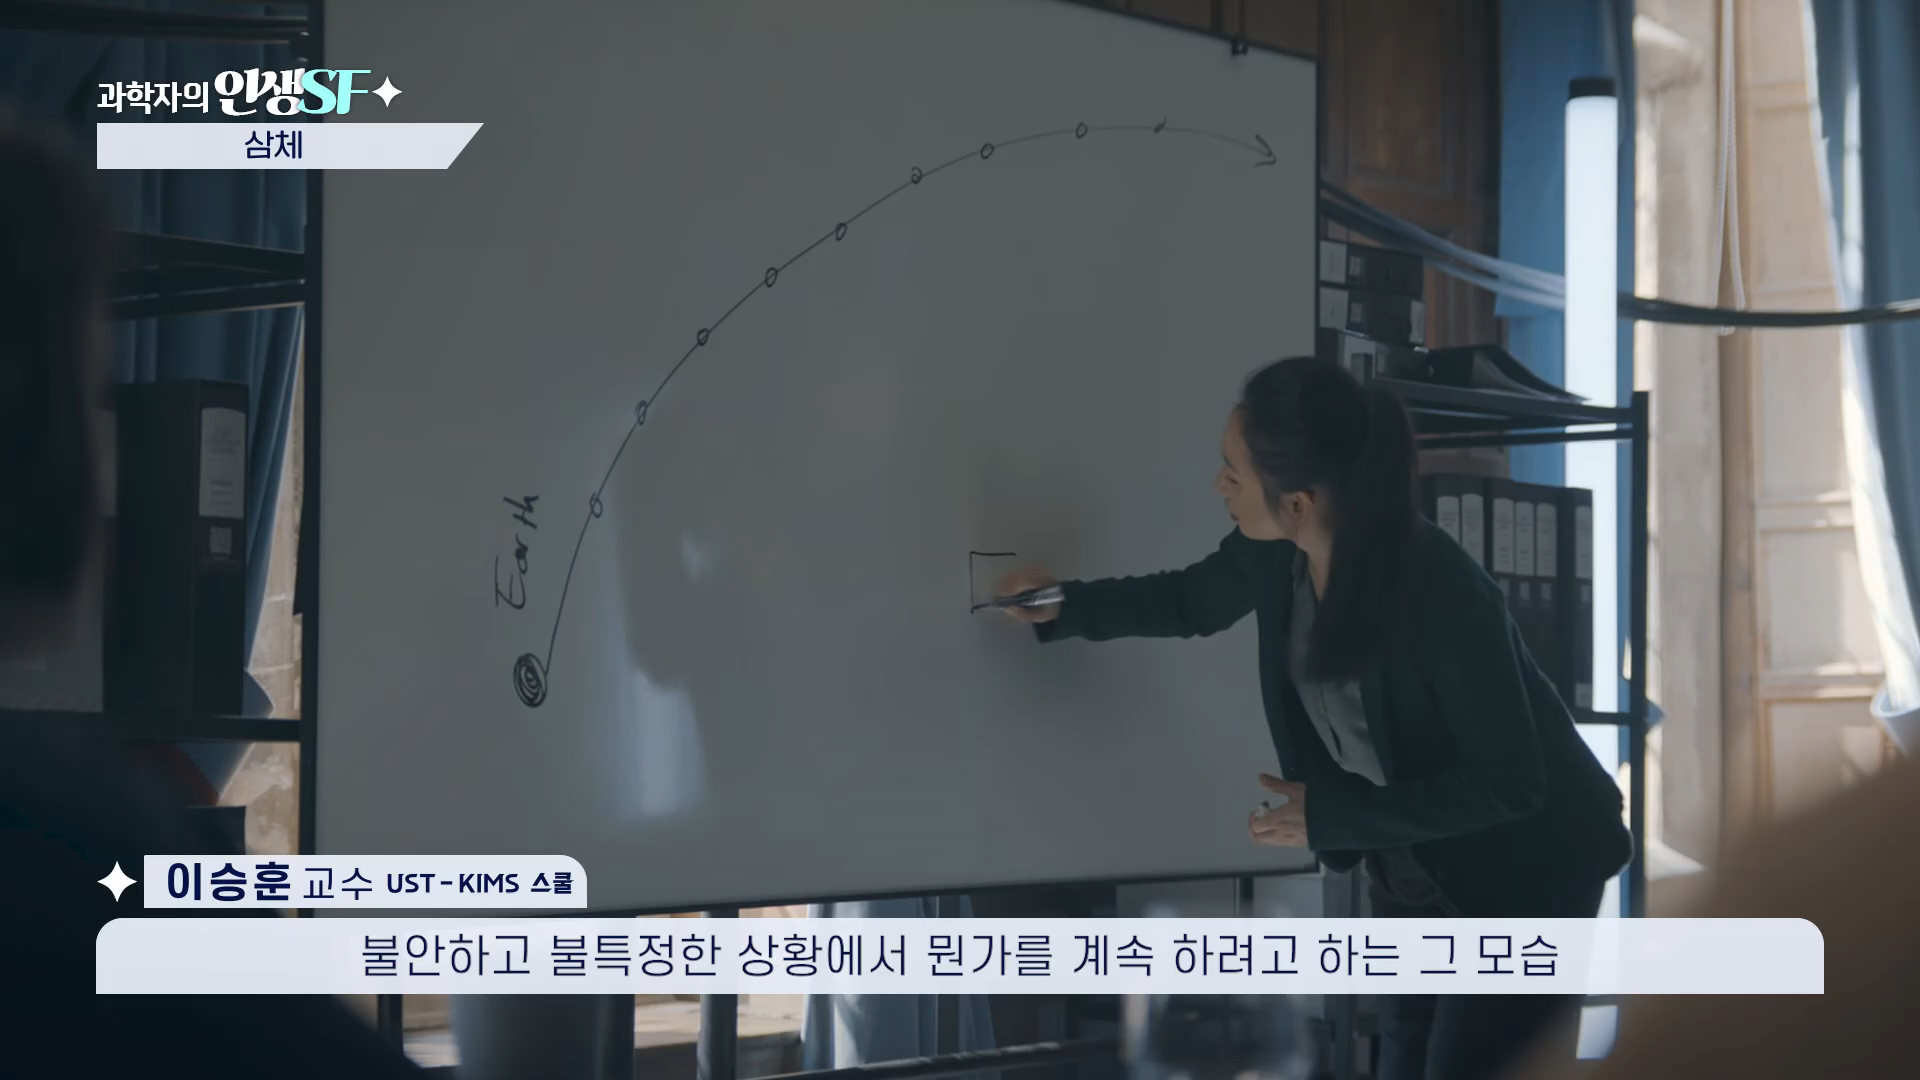 과학자의 인생SF
삼체
Earth
이승훈 교수 UST-KIMS 스쿨
불안하고 불특정한 상황에서 뭔가를 계속 하려고 하는 그 모습